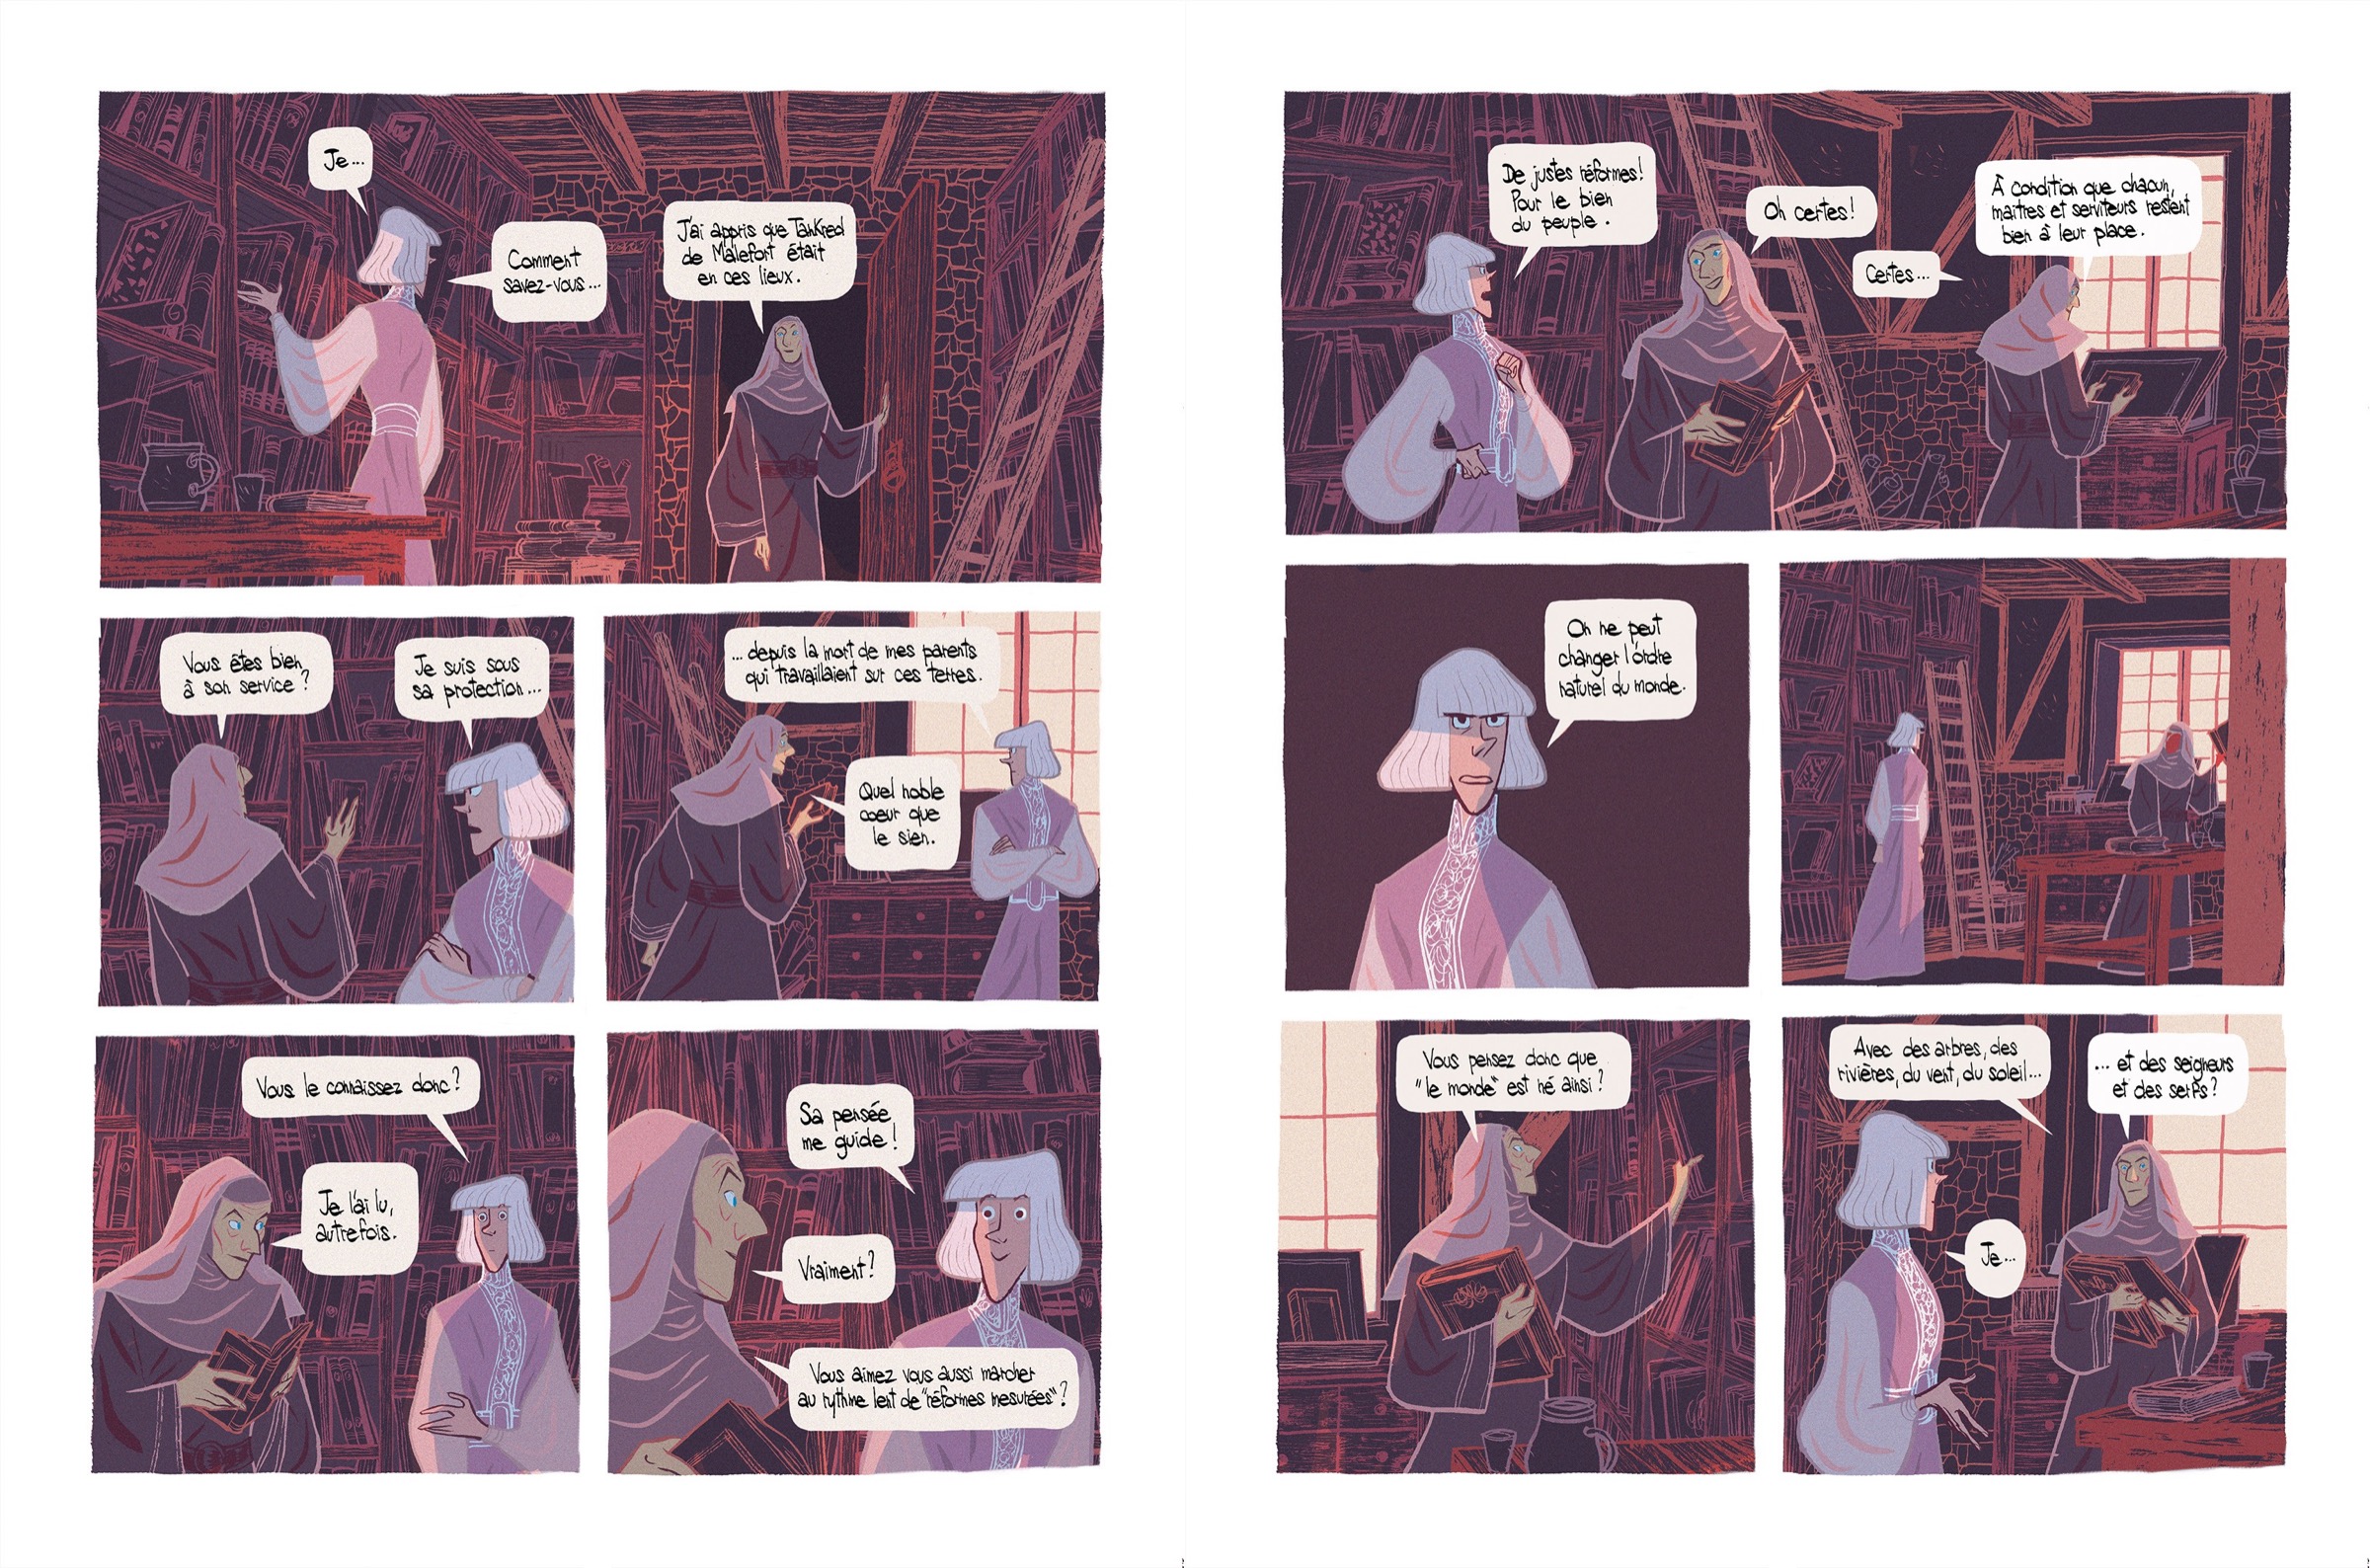 Je...
Comment
savez-vous...
J'ai appris que Tankred
de Malefort était
en ces lieux.
Vous êtes bien
à son service ?
Je suis sous
sa protection...
... depuis la mort de mes parents
qui travaillaient sur ces terres.
Quel noble
coeur que
le sien.
Vous le connaissez donc ?
Je l'ai lu,
autrefois.
Sa pensée
me guide !
Vraiment ?
Vous aimez vous aussi marcher
au rythme lent de "réformes mesurées" ?
De justes réformes !
Pour le bien
du peuple.
Oh certes !
À condition que chacun,
maîtres et serviteurs restent
bien à leur place.
Certes...
On ne peut
changer l'ordre
naturel du monde.
Vous pensez donc que
"le monde" est né ainsi ?
Avec des arbres, des
rivières, du vent, du soleil...
... et des seigneurs
et des serfs ?
Je...